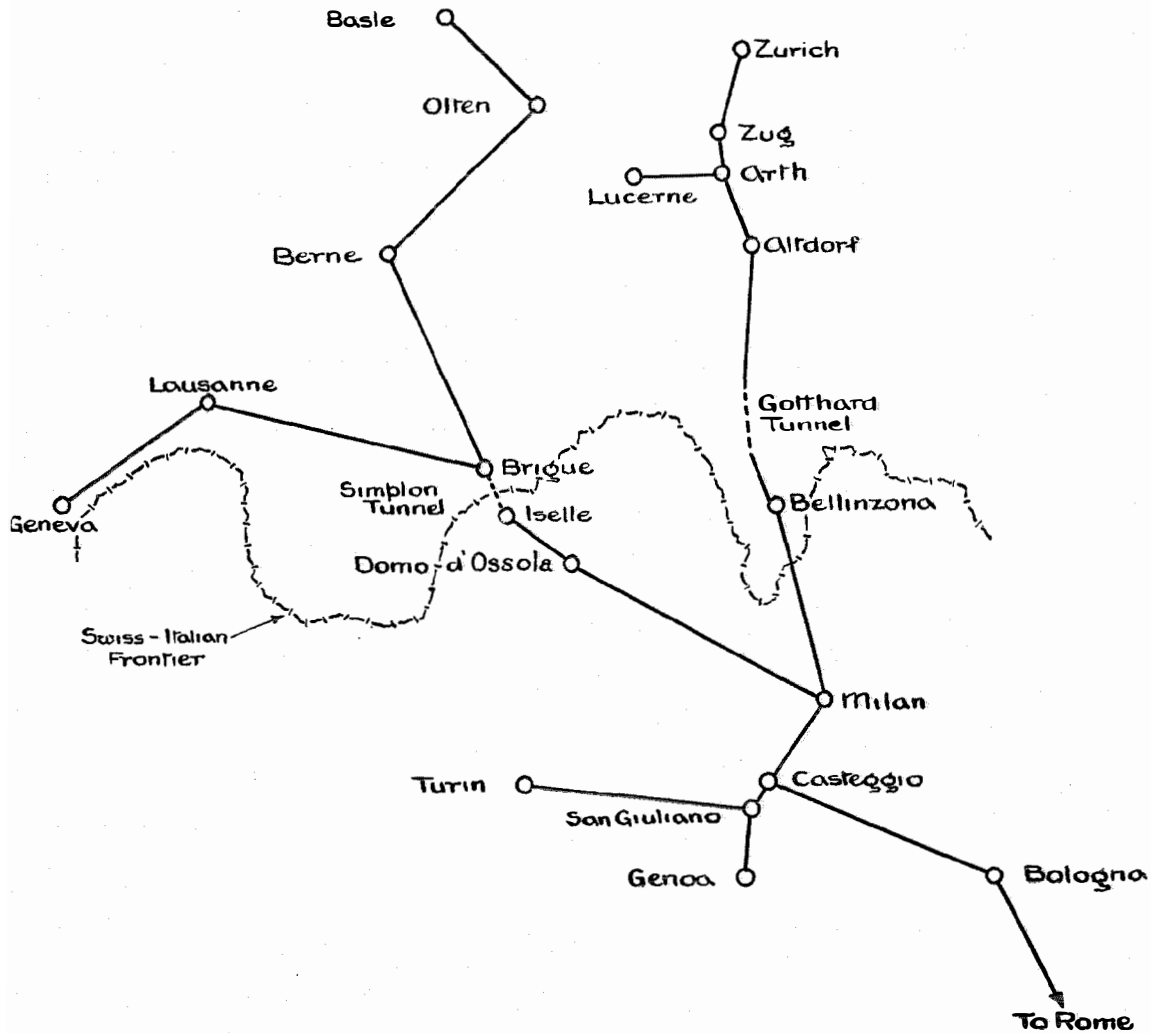 Basle
Zurich
Olten
Zug
Arth
Lucerne
Altdorf
Berne
Lausanne
Gotthard
Tunnel
Brigue
Simplon
Tunnel
Iselle
Bellinzona
Geneva
Domo d'Ossola
Swiss-Italian
Frontier
Milan
Turin
Casteggio
San Giuliano
Genoa
Bologna
To Rome